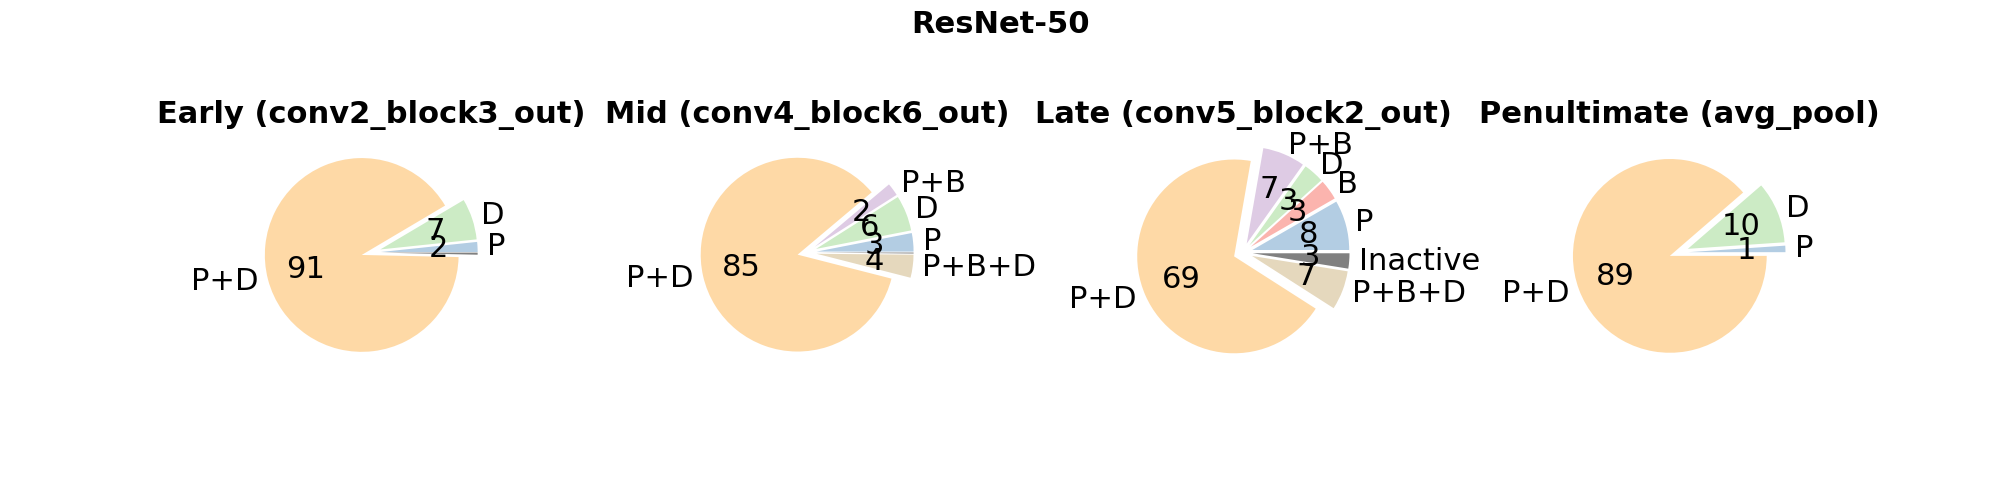 ResNet-50
Early (conv2_block3_out)
D
7
2
P
P+D
91
Mid (conv4_block6_out)
P+B
2
D
6
3
P
4
P+B+D
P+D
85
Late (conv5_block2_out)
P+B
7
D
3
B
3
P
8
Inactive
3
7
P+B+D
P+D
69
Penultimate (avg_pool)
D
10
1
P
P+D
89